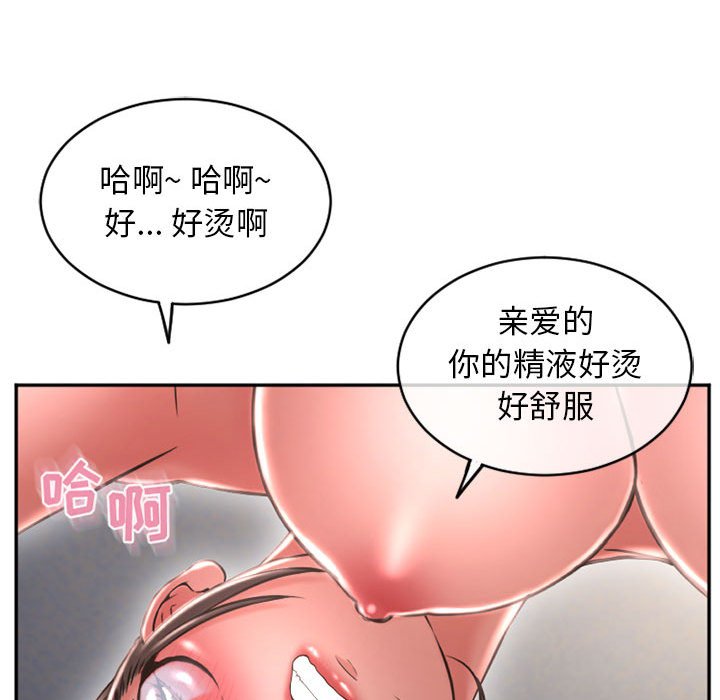 哈啊~ 哈啊~
好... 好烫啊
亲爱的
你的精液好烫
好舒服
哈啊